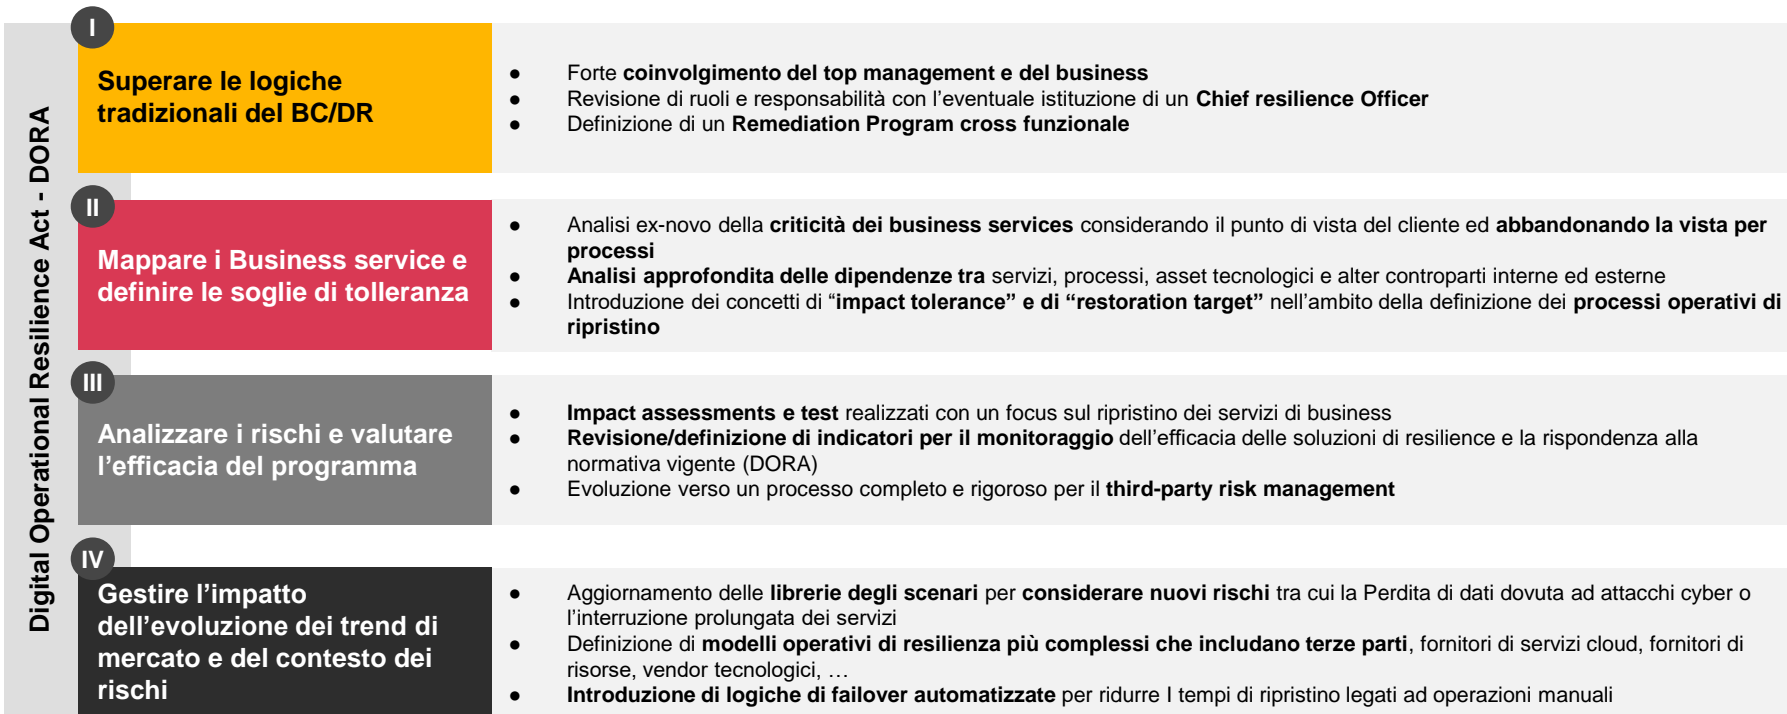 Digital Operational Resilience Act - DORA
I
Superare le logiche
tradizionali del BC/DR
● Forte coinvolgimento del top management e del business
● Revisione di ruoli e responsabilità con l’eventuale istituzione di un Chief resilience Officer
● Definizione di un Remediation Program cross funzionale
II
Mappare i Business service e
definire le soglie di tolleranza
● Analisi ex-novo della criticità dei business services considerando il punto di vista del cliente ed abbandonando la vista per
processi
● Analisi approfondita delle dipendenze tra servizi, processi, asset tecnologici e alter controparti interne ed esterne
● Introduzione dei concetti di “impact tolerance” e di “restoration target” nell’ambito della definizione dei processi operativi di
ripristino
III
Analizzare i rischi e valutare
l’efficacia del programma
● Impact assessments e test realizzati con un focus sul ripristino dei servizi di business
● Revisione/definizione di indicatori per il monitoraggio dell’efficacia delle soluzioni di resilience e la rispondenza alla
normativa vigente (DORA)
● Evoluzione verso un processo completo e rigoroso per il third-party risk management
IV
Gestire l’impatto
dell’evoluzione dei trend di
mercato e del contesto dei
rischi
● Aggiornamento delle librerie degli scenari per considerare nuovi rischi tra cui la Perdita di dati dovuta ad attacchi cyber o
l’interruzione prolungata dei servizi
● Definizione di modelli operativi di resilienza più complessi che includano terze parti, fornitori di servizi cloud, fornitori di
risorse, vendor tecnologici, …
● Introduzione di logiche di failover automatizzate per ridurre I tempi di ripristino legati ad operazioni manuali